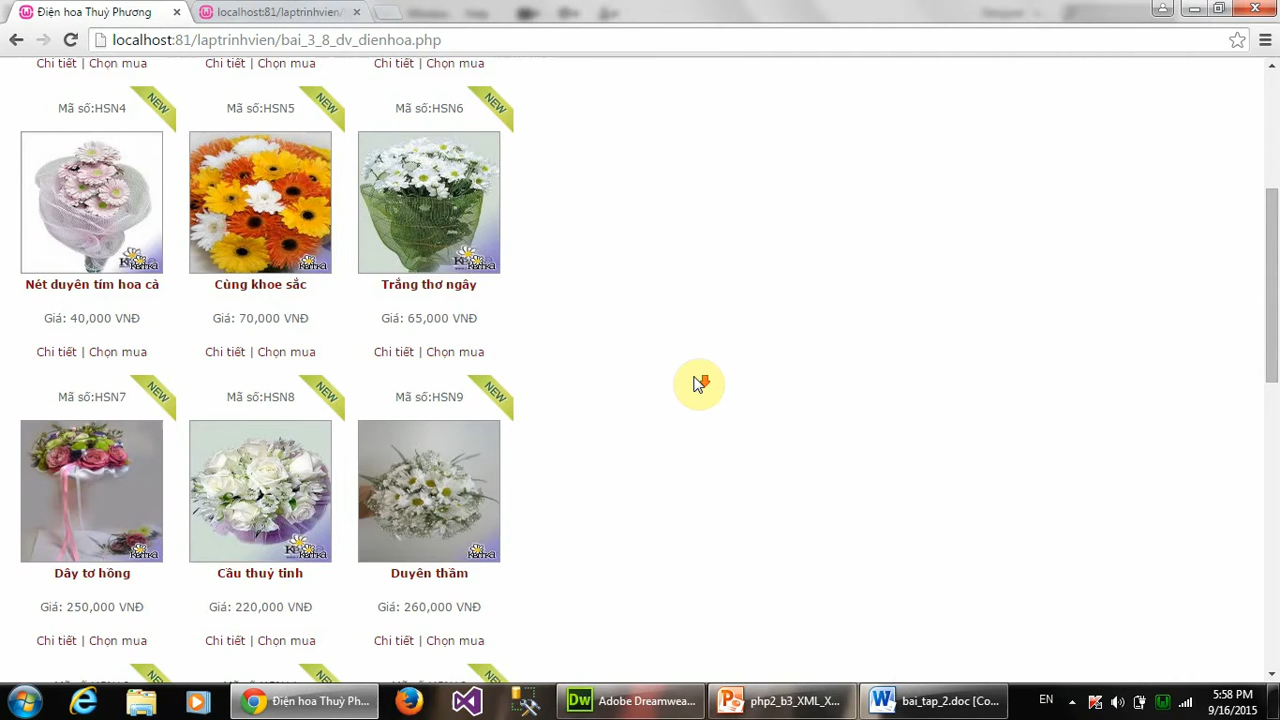 Điện hoa Thuỳ Phương
localhost:81/laptrinhvien/
localhost:81/laptrinhvien/bai_3_8_dv_dienhoa.php
Chi tiết | Chọn mua
Chi tiết | Chọn mua
Chi tiết | Chọn mua
Mã số:HSN4
NEW
Mã số:HSN5
NEW
Mã số:HSN6
NEW
Nét duyên tím hoa cà
Cùng khoe sắc
Trắng thơ ngây
Giá: 40,000 VNĐ
Giá: 70,000 VNĐ
Giá: 65,000 VNĐ
Chi tiết | Chọn mua
Chi tiết | Chọn mua
Chi tiết | Chọn mua
Mã số:HSN7
NEW
Mã số:HSN8
NEW
Mã số:HSN9
NEW
Dây tơ hồng
Cầu thuỷ tinh
Duyên thầm
Giá: 250,000 VNĐ
Giá: 220,000 VNĐ
Giá: 260,000 VNĐ
Chi tiết | Chọn mua
Chi tiết | Chọn mua
Chi tiết | Chọn mua
Điện hoa Thuỳ Ph...
Dw
Adobe Dreamwea...
php2_b3_XML_X...
bai_tap_2.doc [Co...
EN
5:58 PM
9/16/2015